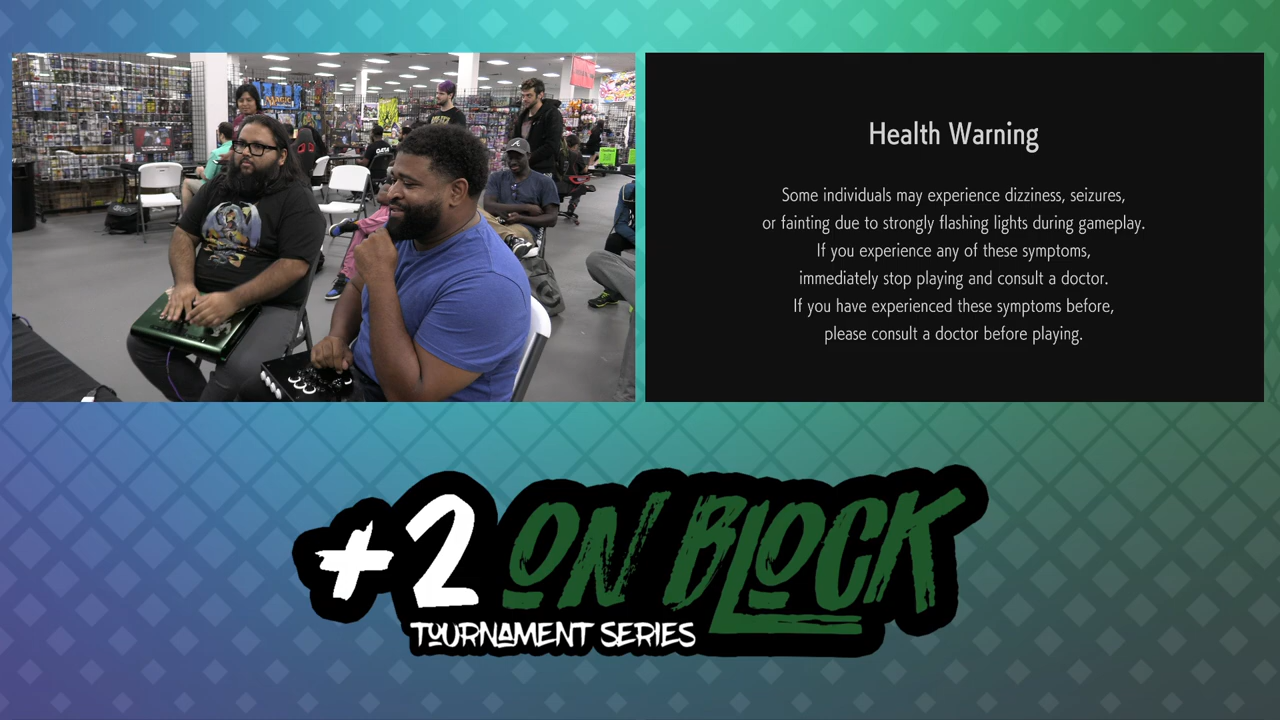 MAGIC
Health Warning
Some individuals may experience dizziness, seizures,
or fainting due to strongly flashing lights during gameplay.
If you experience any of these symptoms,
immediately stop playing and consult a doctor.
If you have experienced these symptoms before,
please consult a doctor before playing.
+2 ON BLOCK
TOURNAMENT SERIES